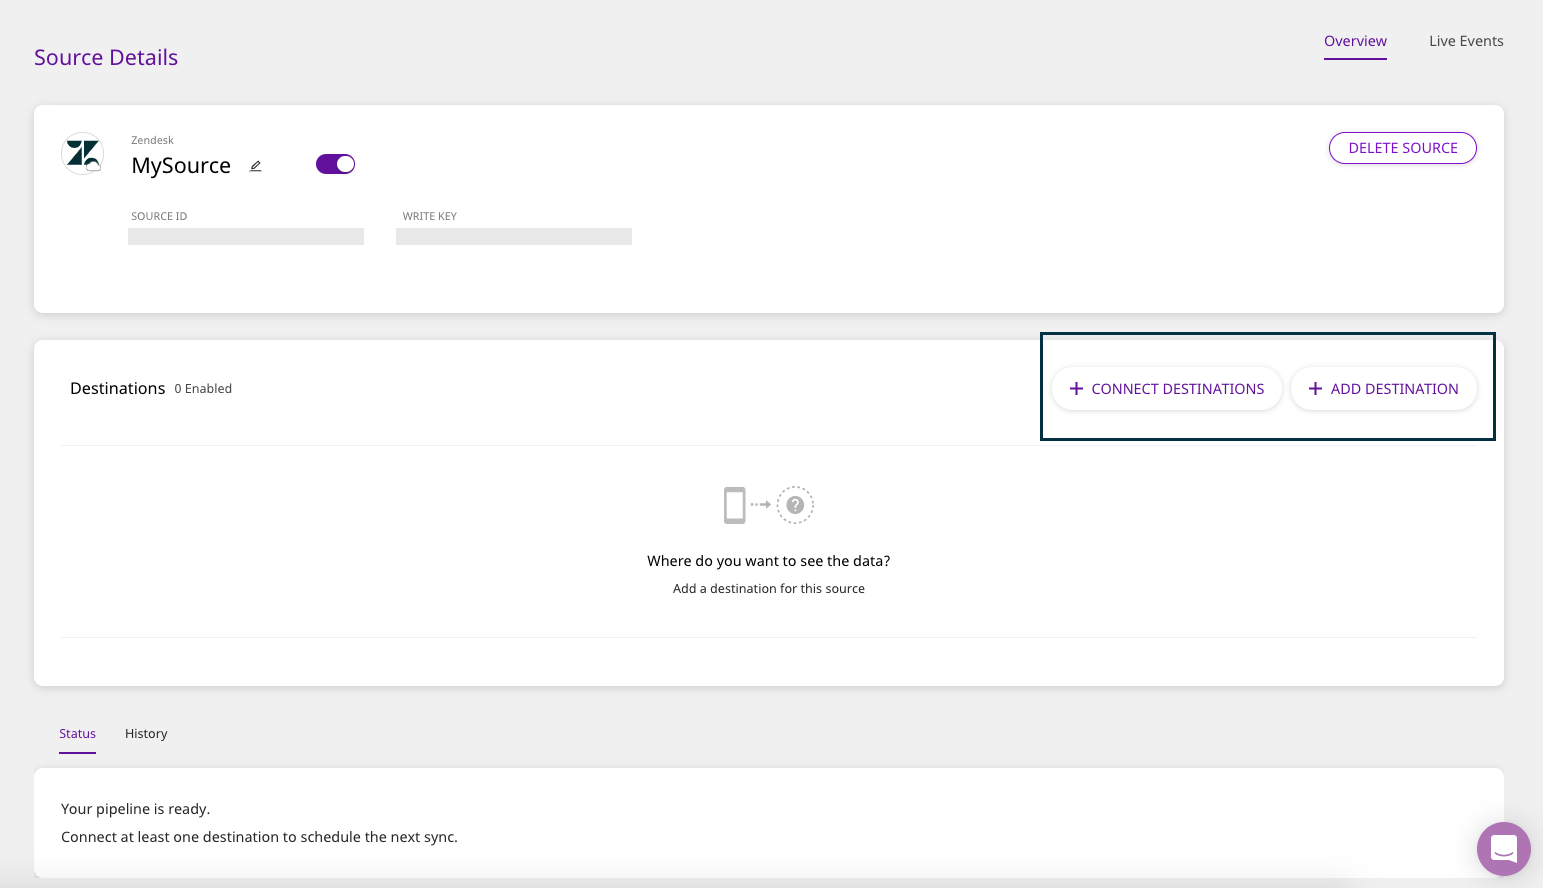 Source Details
Overview
Live Events
Zendesk
MySource
DELETE SOURCE
SOURCE ID
WRITE KEY
Destinations 0 Enabled
+ CONNECT DESTINATIONS
+ ADD DESTINATION
?
Where do you want to see the data?
Add a destination for this source
Status
History
Your pipeline is ready.
Connect at least one destination to schedule the next sync.